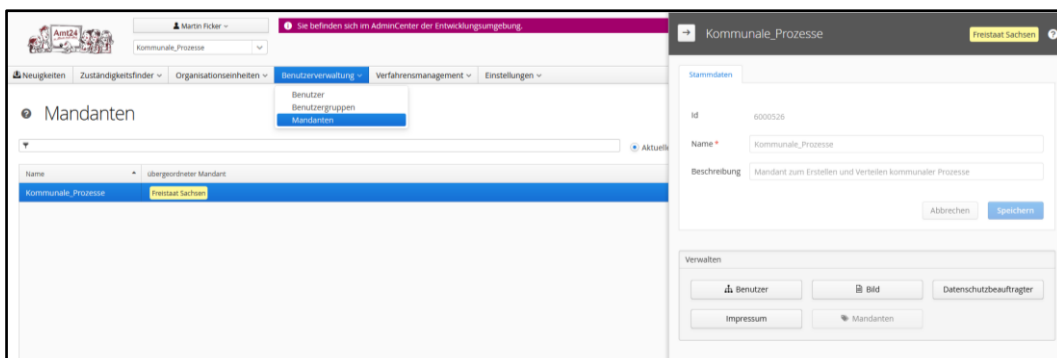 Amt24
Martin Ficker
Kommunale_Prozesse
Sie befinden sich im AdminCenter der Entwicklungsumgebung.
Neuigkeiten Zuständigkeitsfinder Organisationseinheiten Benutzerverwaltung Verfahrensmanagement Einstellungen
Benutzer
Benutzergruppen
Mandanten
Mandanten
Aktuelle
Name übergeordneter Mandant
Kommunale_Prozesse Freistaat Sachsen
Kommunale_Prozesse Freistaat Sachsen
Stammdaten
Id 6000526
Name * Kommunale_Prozesse
Beschreibung Mandant zum Erstellen und Verteilen kommunaler Prozesse
Abbrechen Speichern
Verwalten
Benutzer Bild Datenschutzbeauftragter
Impressum Mandanten